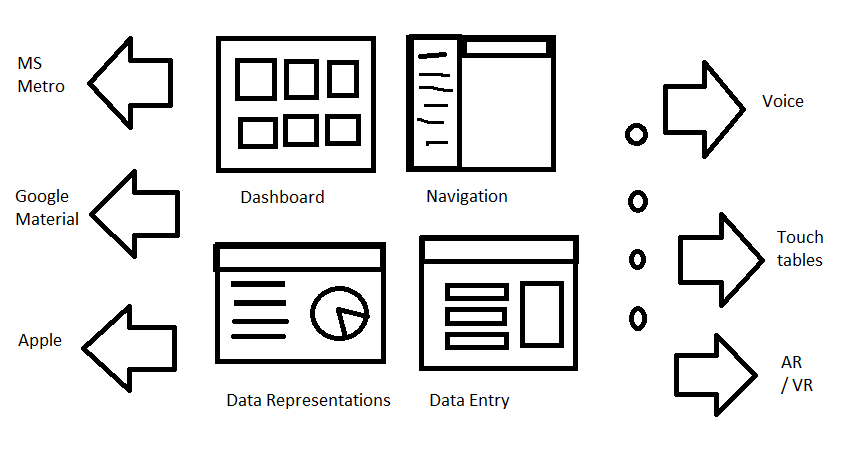 MS
Metro
Dashboard
Navigation
Voice
Google
Material
Touch
tables
Apple
Data Representations
Data Entry
AR
/ VR